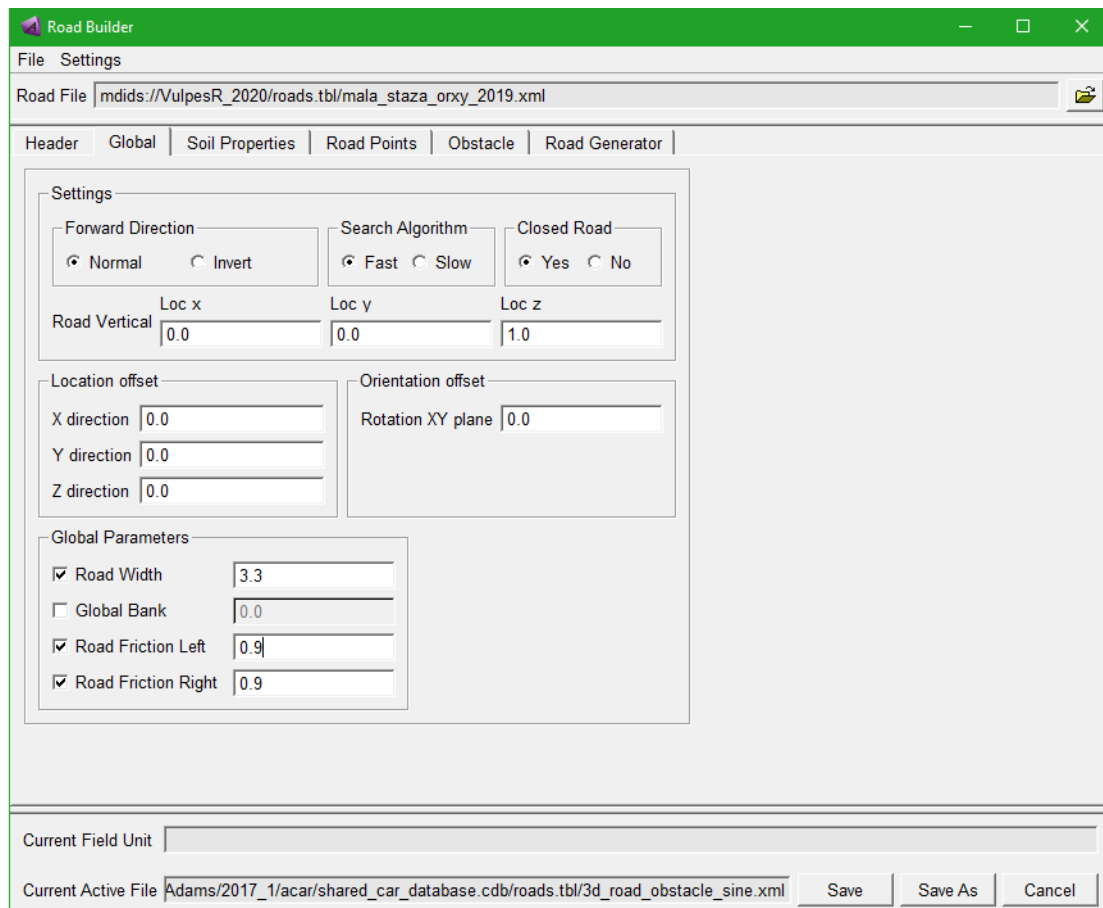 Road Builder
File Settings
Road File mdids://VulpesR_2020/roads.tbl/mala_staza_orxy_2019.xml
Header Global Soil Properties Road Points Obstacle Road Generator
Settings
Forward Direction Search Algorithm Closed Road
Normal Invert Fast Slow Yes No
Loc x Loc y Loc z
Road Vertical 0.0 0.0 1.0
Location offset Orientation offset
X direction 0.0 Rotation XY plane 0.0
Y direction 0.0
Z direction 0.0
Global Parameters
Road Width 3.3
Global Bank 0.0
Road Friction Left 0.9
Road Friction Right 0.9
Current Field Unit
Current Active File Adams/2017_1/acar/shared_car_database.cdb/roads.tbl/3d_road_obstacle_sine.xml Save Save As Cancel